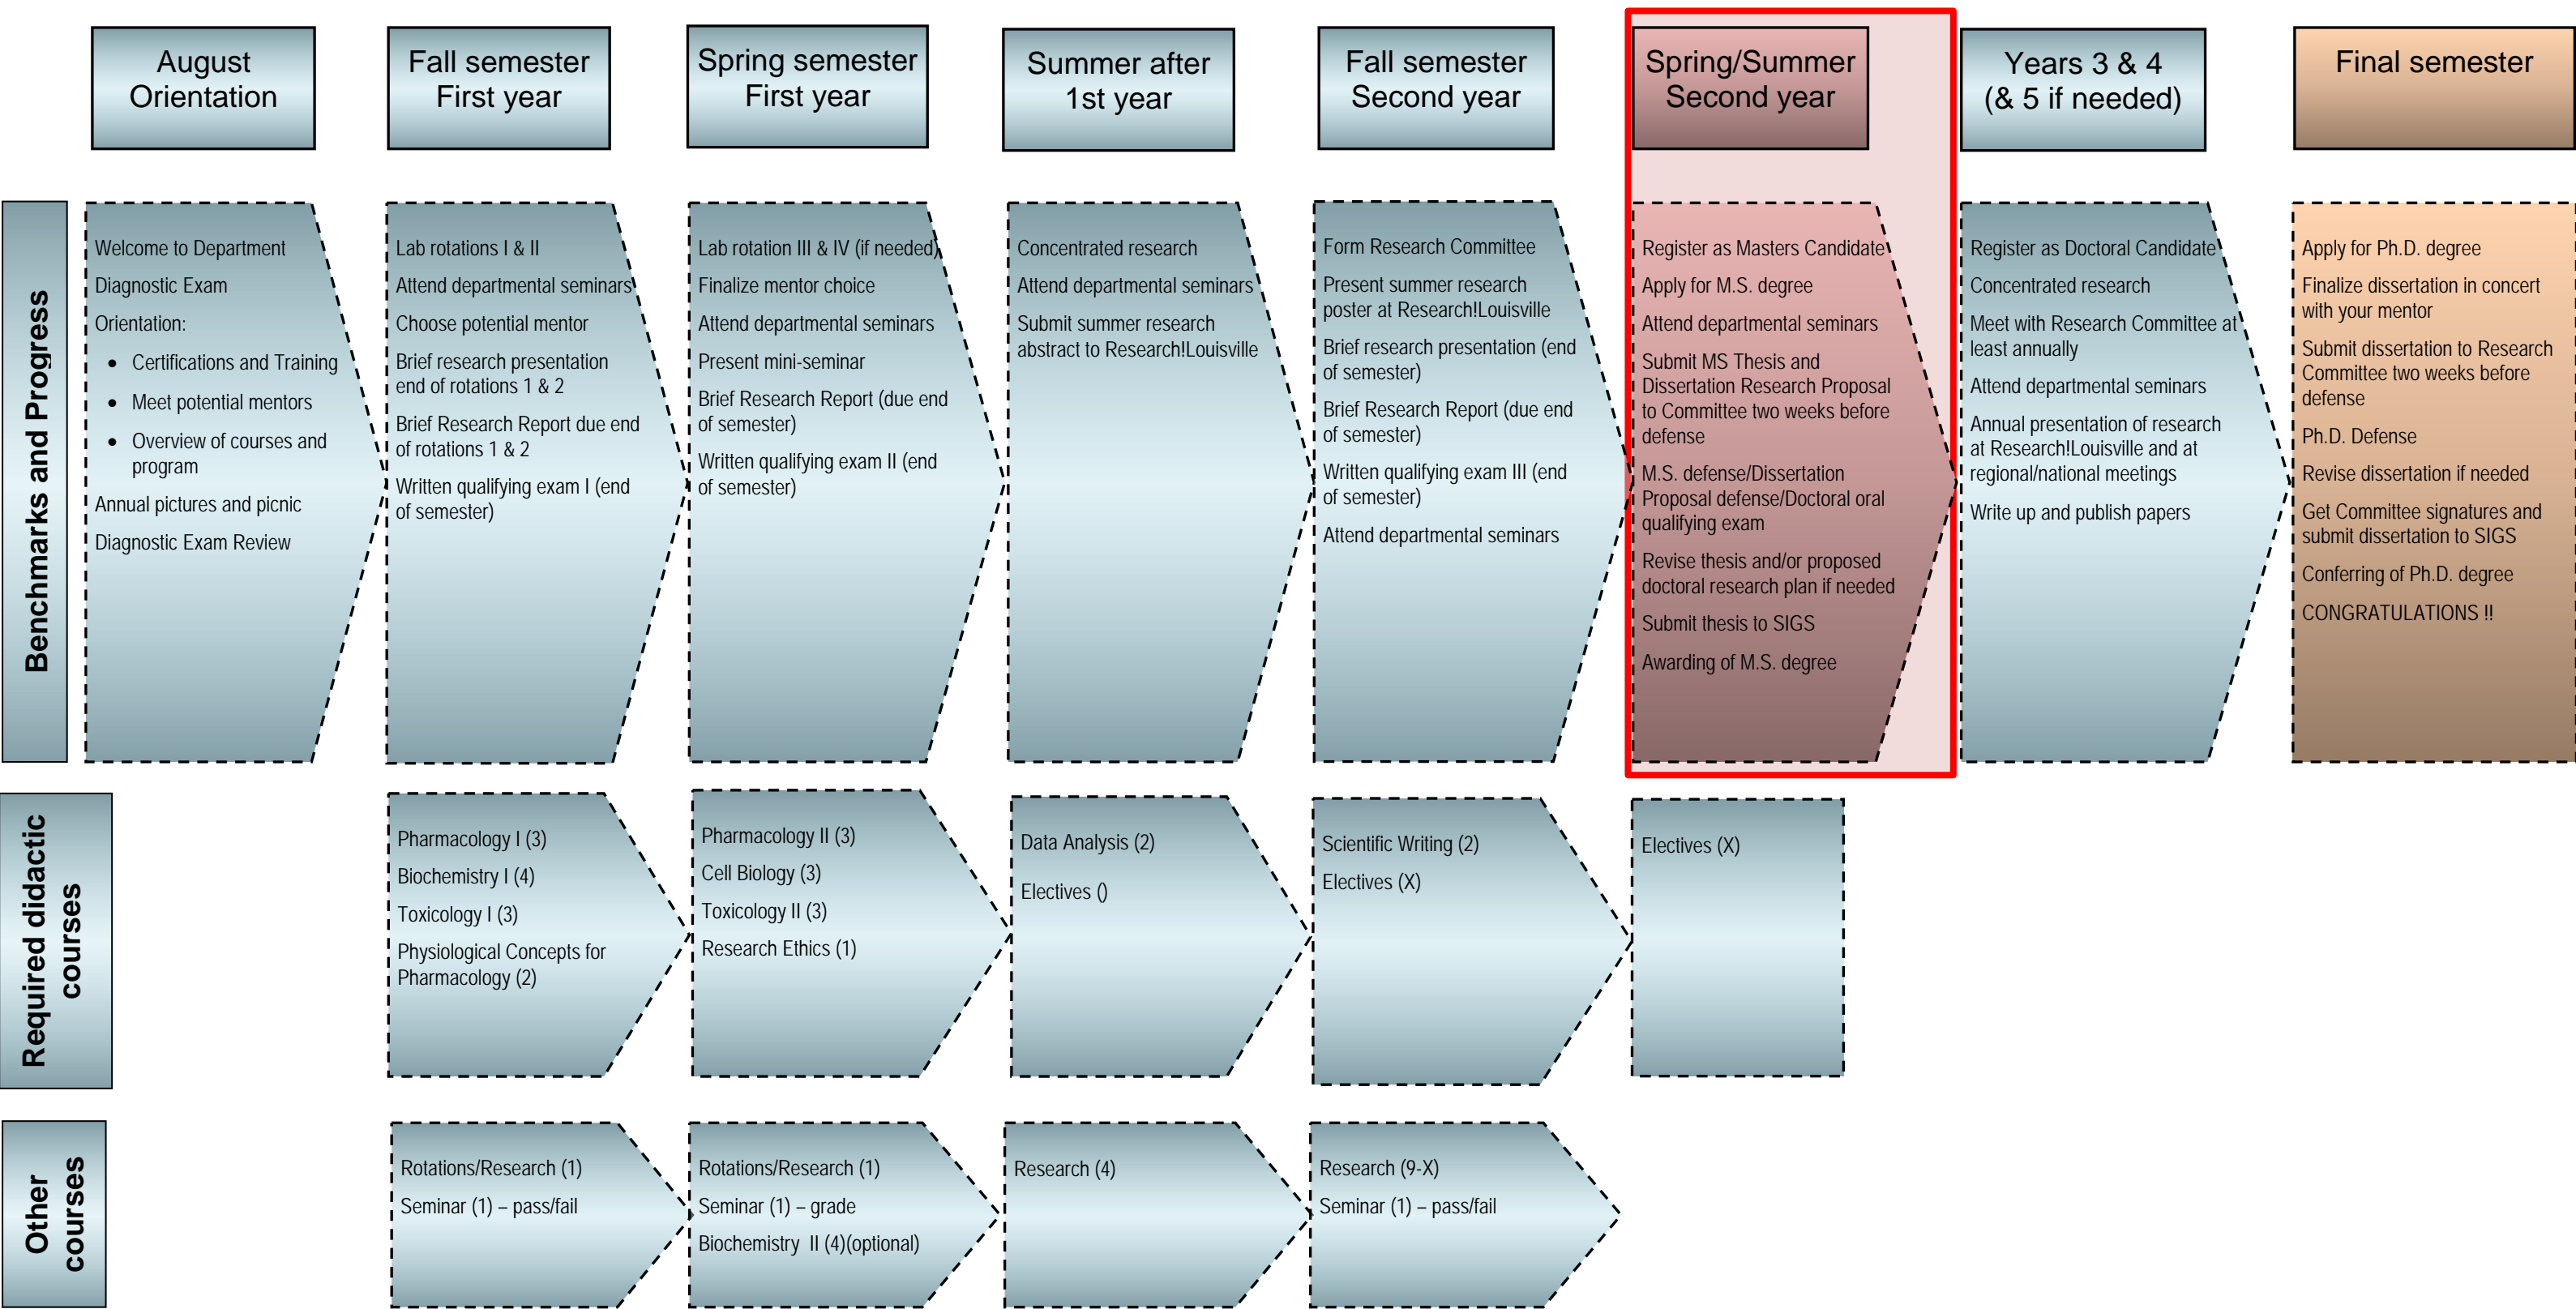 August
Orientation
Fall semester
First year
Spring semester
First year
Summer after
1st year
Fall semester
Second year
Spring/Summer
Second year
Years 3 & 4
(& 5 if needed)
Final semester
Benchmarks and Progress
Welcome to Department
Diagnostic Exam
Orientation:
• Certifications and Training
• Meet potential mentors
• Overview of courses and
program
Annual pictures and picnic
Diagnostic Exam Review
Lab rotations I & II
Attend departmental seminars
Choose potential mentor
Brief research presentation
end of rotations 1 & 2
Brief Research Report due end
of rotations 1 & 2
Written qualifying exam I (end
of semester)
Lab rotation III & IV (if needed)
Finalize mentor choice
Attend departmental seminars
Present mini-seminar
Brief Research Report (due end
of semester)
Written qualifying exam II (end
of semester)
Concentrated research
Attend departmental seminars
Submit summer research
abstract to Research!Louisville
Form Research Committee
Present summer research
poster at Research!Louisville
Brief research presentation (end
of semester)
Brief Research Report (due end
of semester)
Written qualifying exam III (end
of semester)
Attend departmental seminars
Register as Masters Candidate
Apply for M.S. degree
Attend departmental seminars
Submit MS Thesis and
Dissertation Research Proposal
to Committee two weeks before
defense
M.S. defense/Dissertation
Proposal defense/Doctoral oral
qualifying exam
Revise thesis and/or proposed
doctoral research plan if needed
Submit thesis to SIGS
Awarding of M.S. degree
Register as Doctoral Candidate
Concentrated research
Meet with Research Committee at
least annually
Attend departmental seminars
Annual presentation of research
at Research!Louisville and at
regional/national meetings
Write up and publish papers
Apply for Ph.D. degree
Finalize dissertation in concert
with your mentor
Submit dissertation to Research
Committee two weeks before
defense
Ph.D. Defense
Revise dissertation if needed
Get Committee signatures and
submit dissertation to SIGS
Conferring of Ph.D. degree
CONGRATULATIONS !!
Required didactic
courses
Pharmacology I (3)
Biochemistry I (4)
Toxicology I (3)
Physiological Concepts for
Pharmacology (2)
Pharmacology II (3)
Cell Biology (3)
Toxicology II (3)
Research Ethics (1)
Data Analysis (2)
Electives ()
Scientific Writing (2)
Electives (X)
Electives (X)
Other
courses
Rotations/Research (1)
Seminar (1) – pass/fail
Rotations/Research (1)
Seminar (1) – grade
Biochemistry II (4)(optional)
Research (4)
Research (9-X)
Seminar (1) – pass/fail